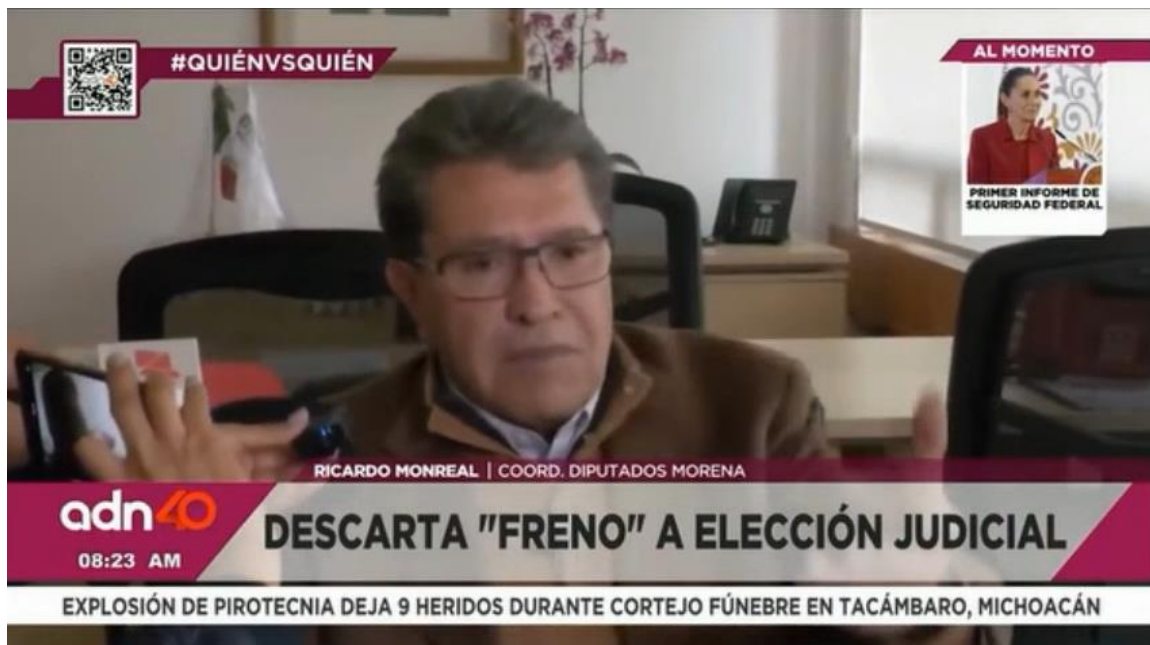 #QUIÉNVSQUIÉN
AL MOMENTO
PRIMER INFORME DE
SEGURIDAD FEDERAL
RICARDO MONREAL | COORD. DIPUTADOS MORENA
adn40
DESCARTA "FRENO" A ELECCIÓN JUDICIAL
08:23 AM
EXPLOSIÓN DE PIROTECNIA DEJA 9 HERIDOS DURANTE CORTEJO FÚNEBRE EN TACÁMBARO, MICHOACÁN